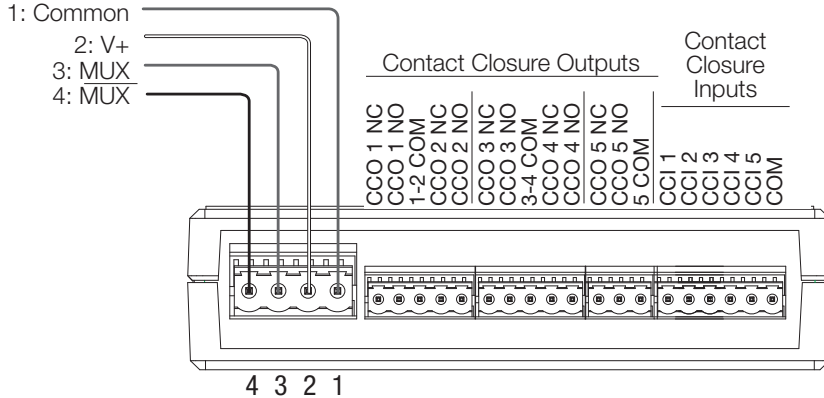 1: Common
2: V+
3: MUX
4: M̅U̅X̅
Contact Closure Outputs
Contact
Closure
Inputs
CCO 1 NC
CCO 1 NO
1-2 COM
CCO 2 NC
CCO 2 NO
CCO 3 NC
CCO 3 NO
3-4 COM
CCO 4 NC
CCO 4 NO
CCO 5 NC
CCO 5 NO
5 COM
CCI 1
CCI 2
CCI 3
CCI 4
CCI 5
COM
4 3 2 1